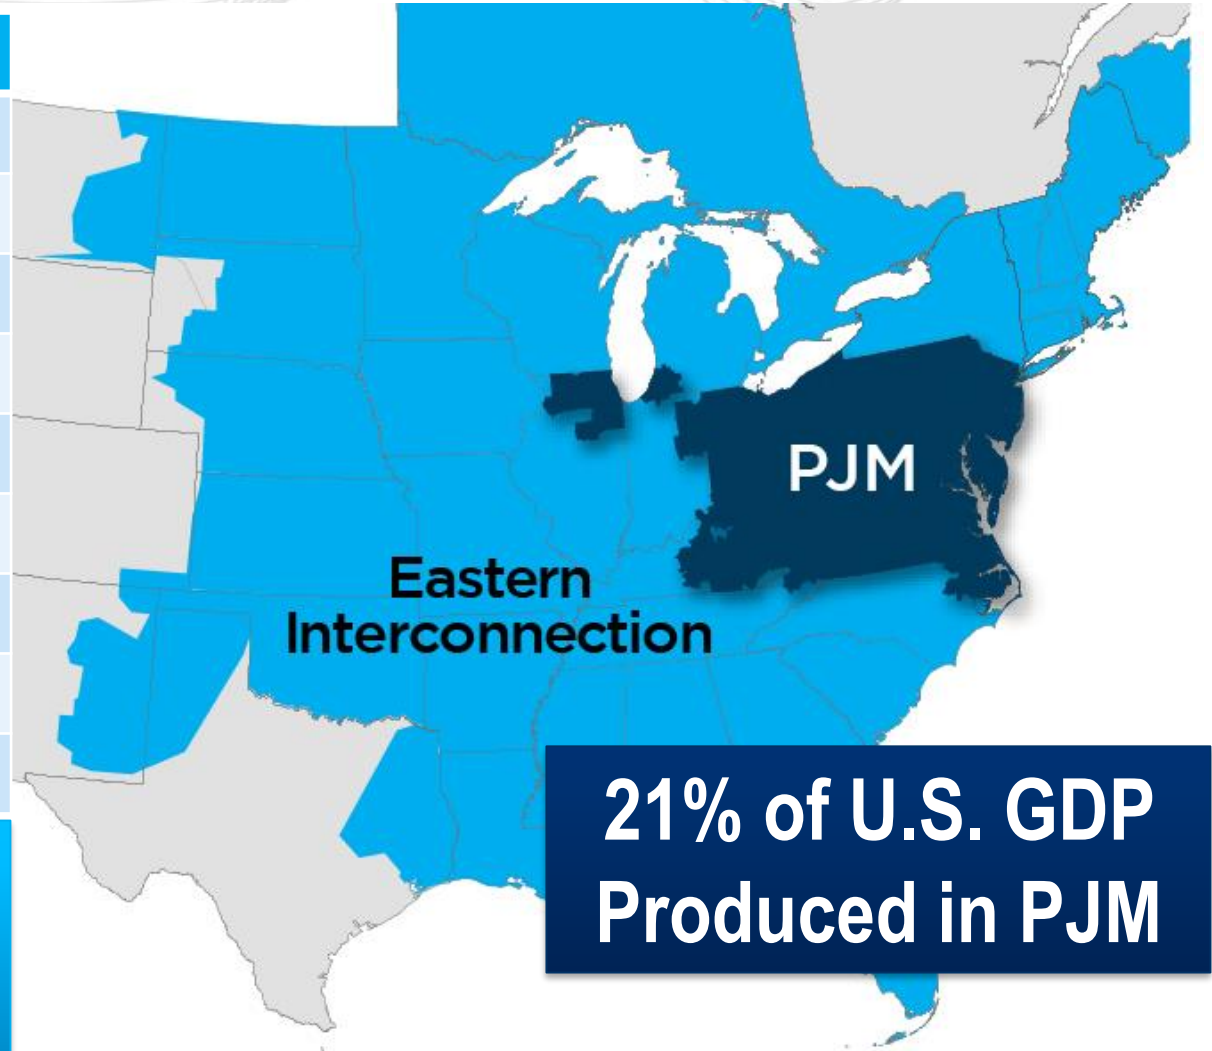 PJM
Eastern
Interconnection
21% of U.S. GDP
Produced in PJM